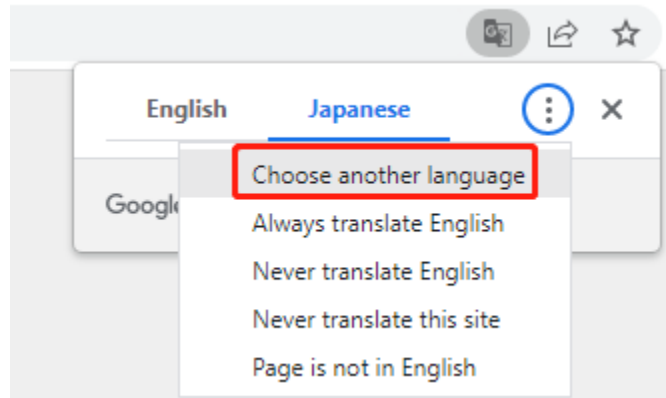 English Japanese
Choose another language
Googl
Always translate English
Never translate English
Never translate this site
Page is not in English